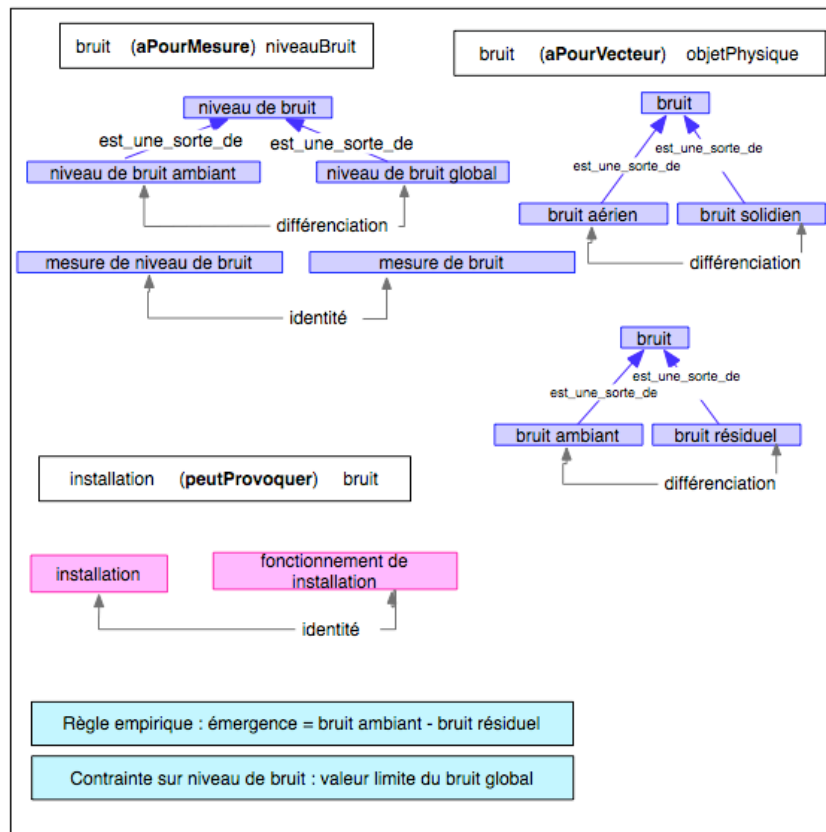 bruit (aPourMesure) niveauBruit
niveau de bruit
est_une_sorte_de
est_une_sorte_de
niveau de bruit ambiant
niveau de bruit global
différenciation
mesure de niveau de bruit
mesure de bruit
identité
bruit (aPourVecteur) objetPhysique
bruit
est_une_sorte_de
est_une_sorte_de
bruit aérien
bruit solidien
différenciation
bruit
est_une_sorte_de
est_une_sorte_de
bruit ambiant
bruit résiduel
différenciation
installation (peutProvoquer) bruit
installation
fonctionnement de
installation
identité
Règle empirique : émergence = bruit ambiant - bruit résiduel
Contrainte sur niveau de bruit : valeur limite du bruit global